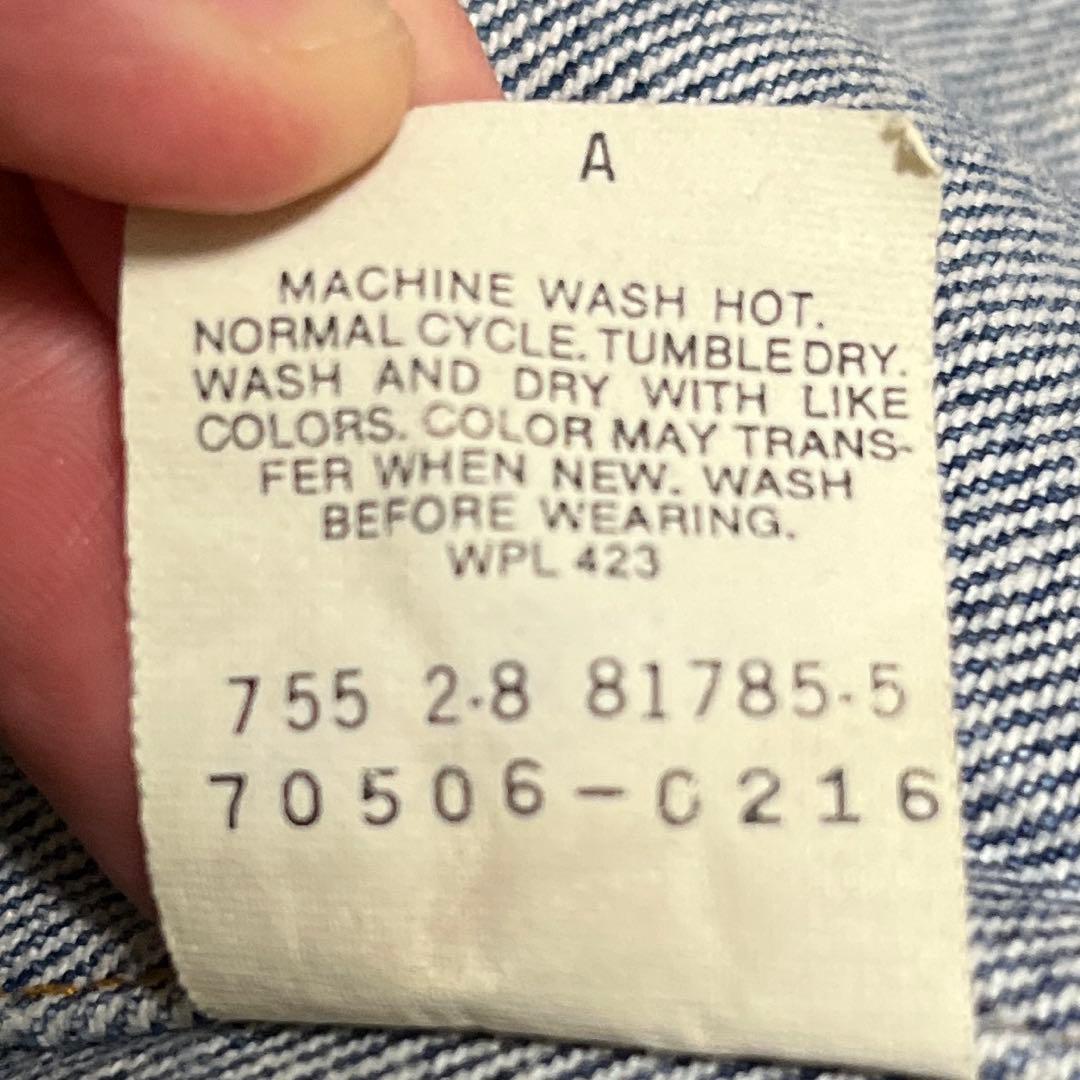 A
MACHINE WASH HOT.
NORMAL CYCLE. TUMBLE DRY.
WASH AND DRY WITH LIKE
COLORS. COLOR MAY TRANS-
FER WHEN NEW. WASH
BEFORE WEARING.
WPL 423
755 2-8 81785-5
70506-0216